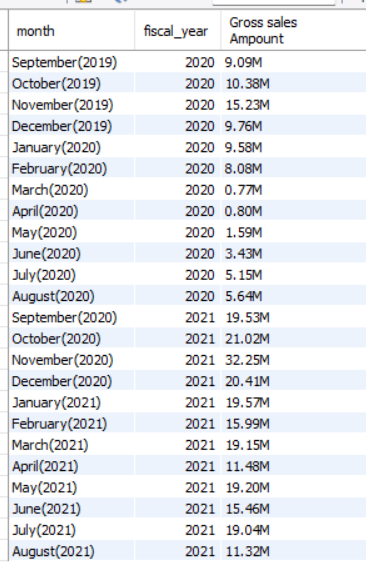 month fiscal_year Gross sales
Ampount
September(2019) 2020 9.09M
October(2019) 2020 10.38M
November(2019) 2020 15.23M
December(2019) 2020 9.76M
January(2020) 2020 9.58M
February(2020) 2020 8.08M
March(2020) 2020 0.77M
April(2020) 2020 0.80M
May(2020) 2020 1.59M
June(2020) 2020 3.43M
July(2020) 2020 5.15M
August(2020) 2020 5.64M
September(2020) 2021 19.53M
October(2020) 2021 21.02M
November(2020) 2021 32.25M
December(2020) 2021 20.41M
January(2021) 2021 19.57M
February(2021) 2021 15.99M
March(2021) 2021 19.15M
April(2021) 2021 11.48M
May(2021) 2021 19.20M
June(2021) 2021 15.46M
July(2021) 2021 19.04M
August(2021) 2021 11.32M